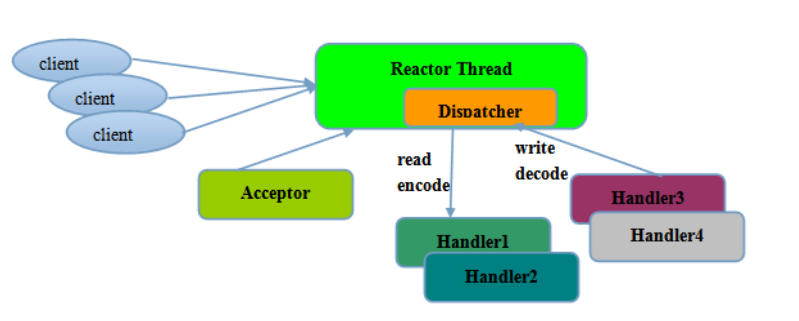 client
client
client
Reactor Thread
Dispatcher
Acceptor
read
encode
write
decode
Handler1
Handler2
Handler3
Handler4